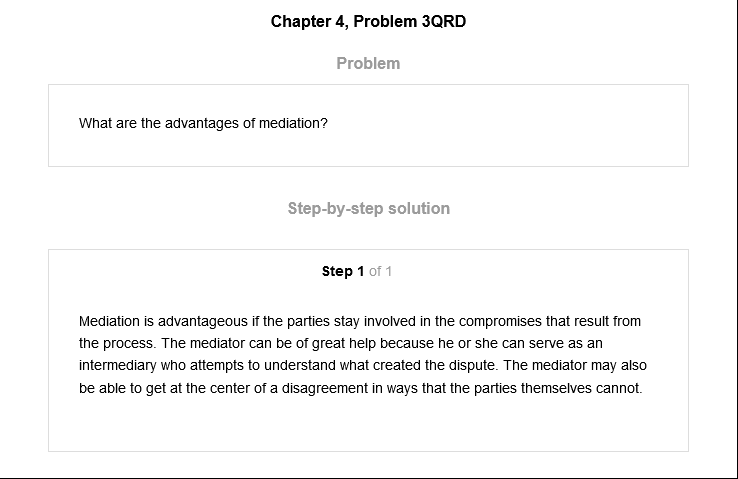 Chapter 4, Problem 3QRD
Problem
What are the advantages of mediation?
Step-by-step solution
Step 1 of 1
Mediation is advantageous if the parties stay involved in the compromises that result from
the process. The mediator can be of great help because he or she can serve as an
intermediary who attempts to understand what created the dispute. The mediator may also
be able to get at the center of a disagreement in ways that the parties themselves cannot.